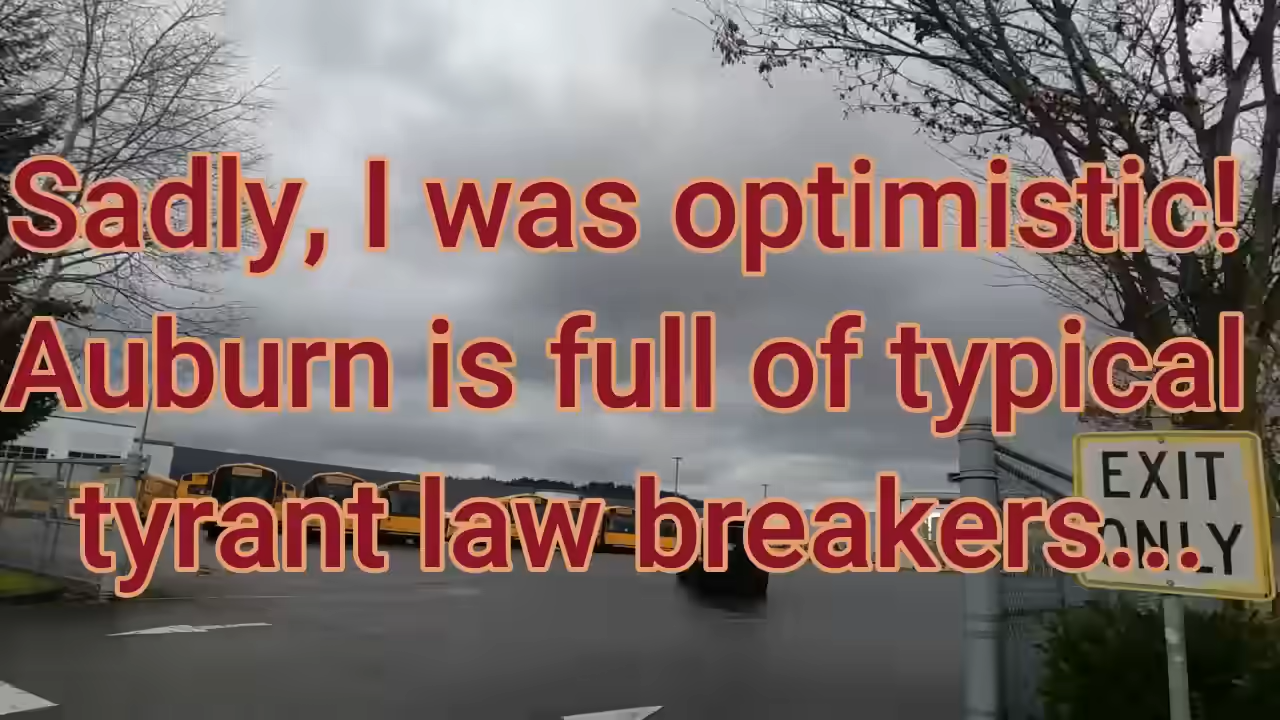 Sadly, I was optimistic!
Auburn is full of typical
tyrant law breakers...
EXIT
ONLY